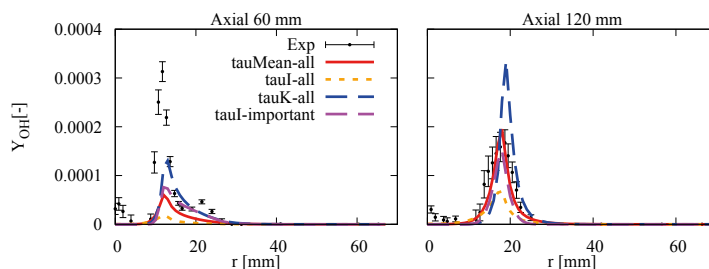 Axial 60 mm
Axial 120 mm
0.0004
0.0003
0.0002
0.0001
0
Y_OH[-]
Exp
tauMean-all
tauI-all
tauK-all
tauI-important
0 20 40 60
0 20 40 60
r [mm]
r [mm]